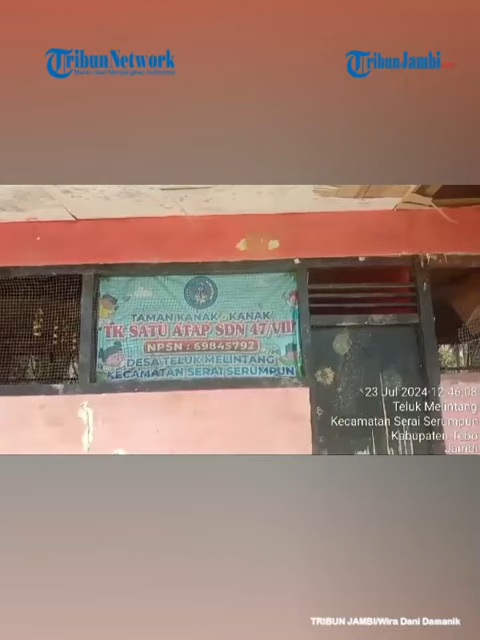 TribunNetwork
TribunJambi
TAMAN KANAK - KANAK
TK SATU ATAP SDN 47/VIII
NPSN : 69845792
DESA TELUK MELINTANG
KECAMATAN SERAI SERUMPUN
23 Jul 2024 12:46:08
Teluk Melintang
Kecamatan Serai Serumpun
Kabupaten Tebo
Jambi
TRIBUN JAMBI/Wira Dani Damanik